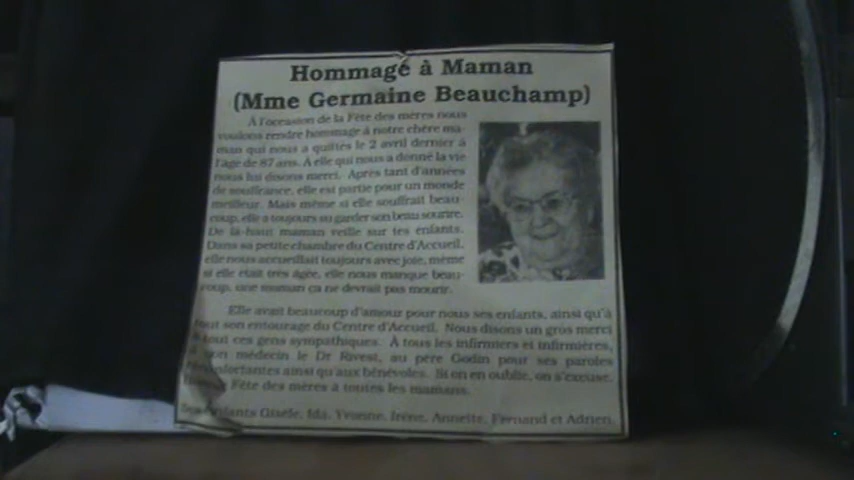 Hommage à Maman
(Mme Germaine Beauchamp)
À l'occasion de la Fête des mères nous
voulons rendre hommage à notre chère ma-
man qui nous a quittés le 2 avril dernier à
l'âge de 87 ans. À elle qui nous a donné la vie
nous lui disons merci. Après tant d'années
de souffrance, elle est partie pour un monde
meilleur. Mais même si elle souffrait beau-
coup, elle a toujours su garder son beau sourire.
De là-haut maman veille sur tes enfants.
Dans sa petite chambre du Centre d'Accueil,
elle nous accueillait toujours avec joie, même
si elle était très âgée, elle nous manque beau-
coup, une maman ça ne devrait pas mourir.
Elle avait beaucoup d'amour pour nous ses enfants, ainsi qu'à
tout son entourage du Centre d'Accueil. Nous disons un gros merci
à tout ces gens sympathiques. À tous les infirmiers et infirmières,
à son médecin le Dr Rivest, au père Godin pour ses paroles
réconfortantes ainsi qu'aux bénévoles. Si on en oublie, on s'excuse.
Fête des mères à toutes les mamans.
Ses enfants Gisèle, Ida, Yvonne, Irène, Annette, Fernand et Adrien